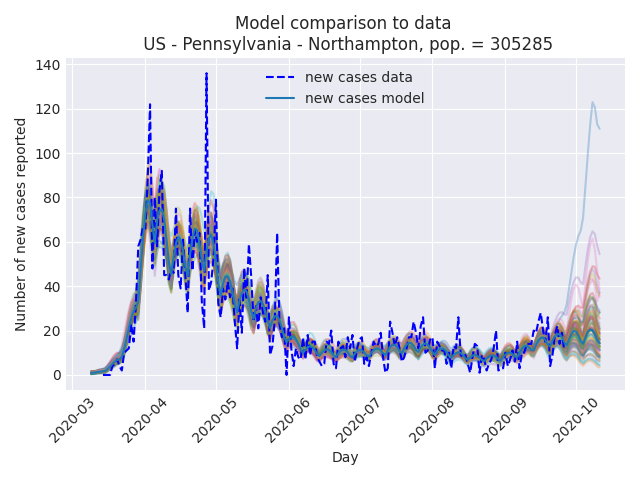 Model comparison to data
US - Pennsylvania - Northampton, pop. = 305285
new cases data
new cases model
Number of new cases reported
140
120
100
80
60
40
20
0
2020-03
2020-04
2020-05
2020-06
2020-07
2020-08
2020-09
2020-10
Day